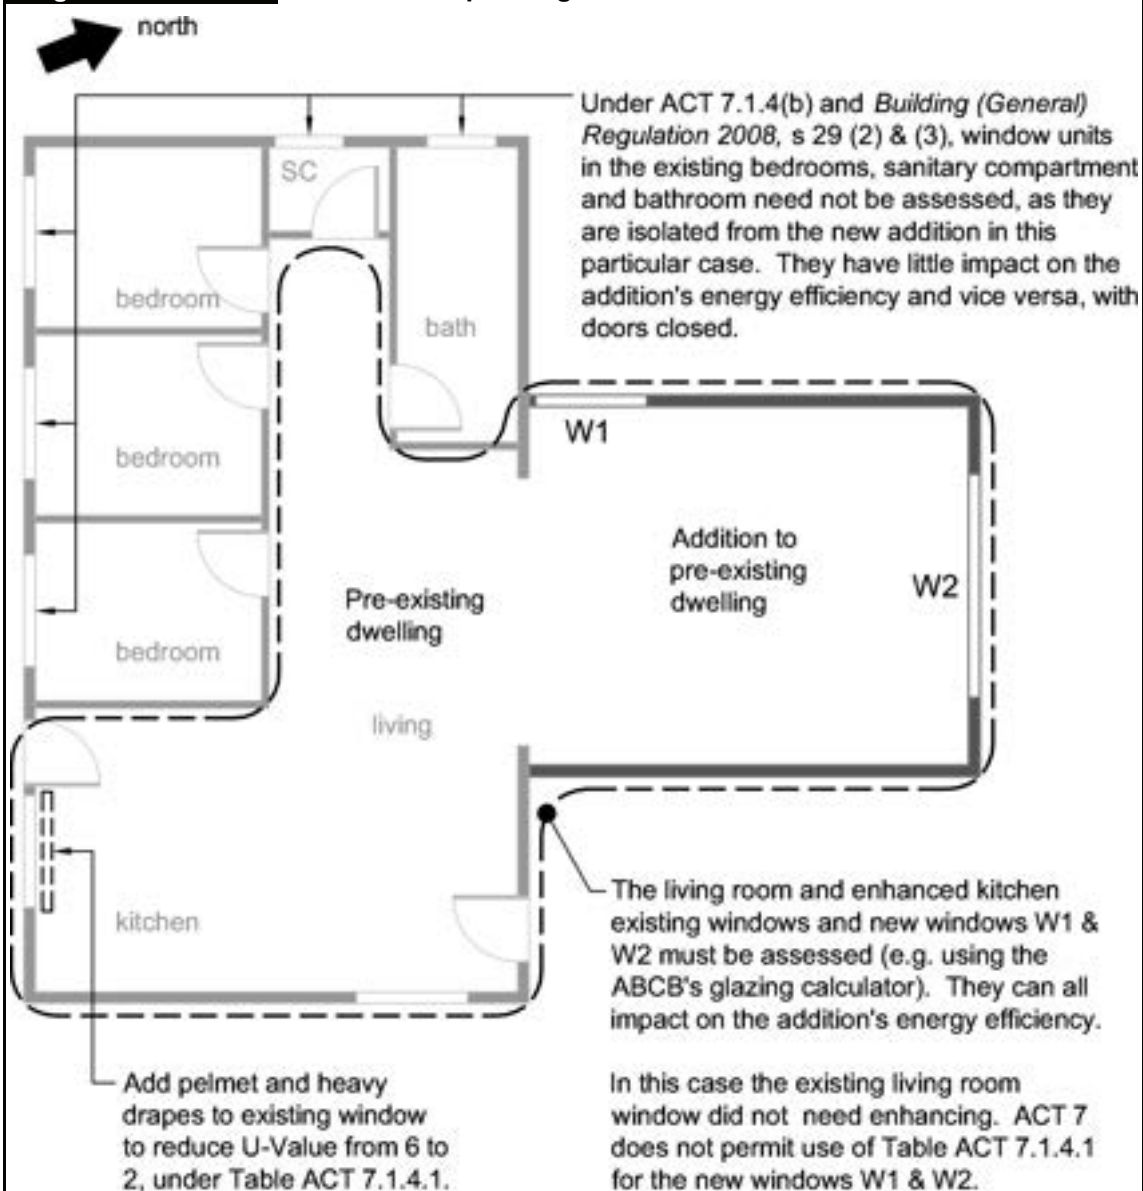 north
Under ACT 7.1.4(b) and Building (General)
Regulation 2008, s 29 (2) & (3), window units
in the existing bedrooms, sanitary compartment
and bathroom need not be assessed, as they
are isolated from the new addition in this
particular case. They have little impact on the
addition's energy efficiency and vice versa, with
doors closed.
SC
bedroom
bath
W1
bedroom
Addition to
pre-existing
dwelling
W2
Pre-existing
dwelling
bedroom
living
kitchen
The living room and enhanced kitchen
existing windows and new windows W1 &
W2 must be assessed (e.g. using the
ABCB's glazing calculator). They can all
impact on the addition's energy efficiency.
Add pelmet and heavy
drapes to existing window
to reduce U-Value from 6 to
2, under Table ACT 7.1.4.1.
In this case the existing living room
window did not need enhancing. ACT 7
does not permit use of Table ACT 7.1.4.1
for the new windows W1 & W2.